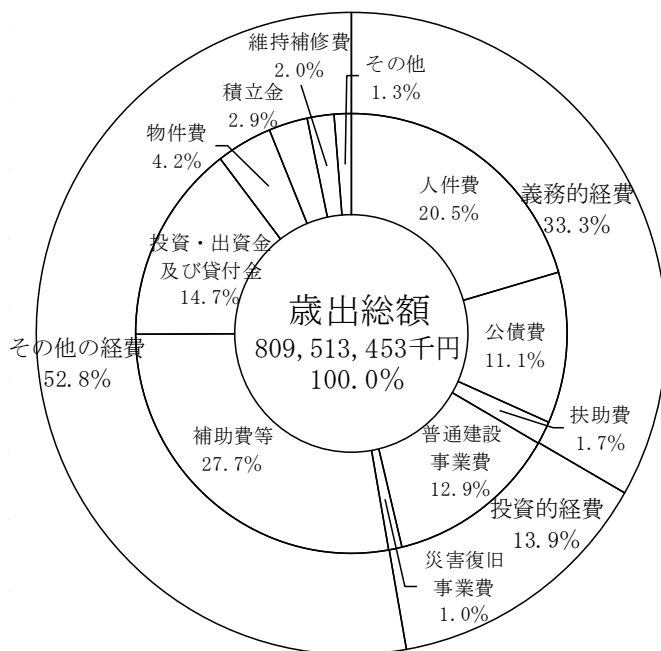 維持補修費
2.0%
その他
1.3%
積立金
2.9%
物件費
4.2%
人件費
20.5%
義務的経費
33.3%
投資・出資金
及び貸付金
14.7%
歳出総額
809,513,453千円
100.0%
公債費
11.1%
その他の経費
52.8%
扶助費
1.7%
補助費等
27.7%
普通建設
事業費
12.9%
投資的経費
13.9%
災害復旧
事業費
1.0%